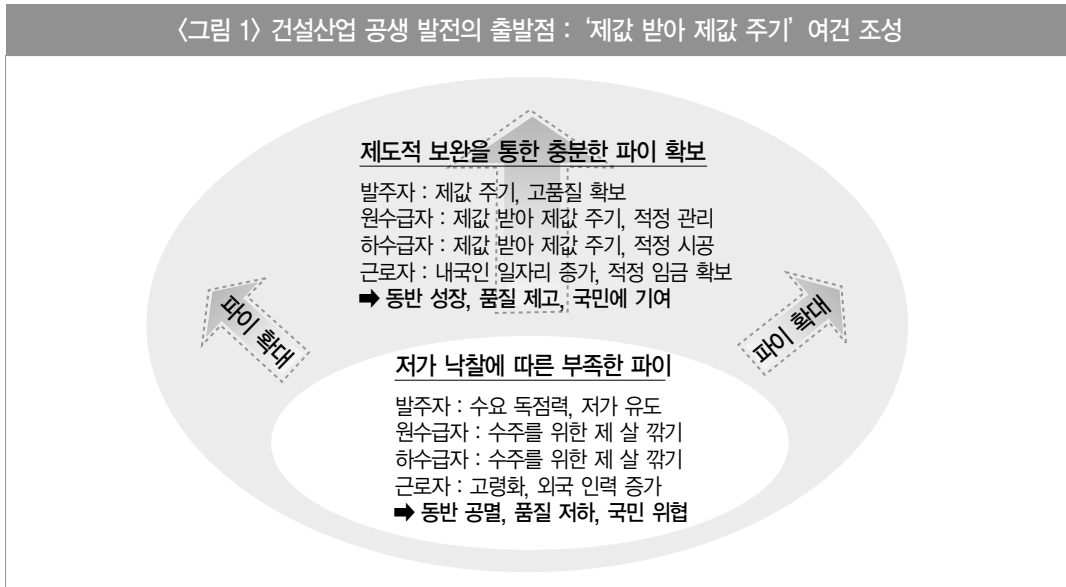 〈그림 1〉 건설산업 공생 발전의 출발점 : ‘제값 받아 제값 주기’ 여건 조성
제도적 보완을 통한 충분한 파이 확보
발주자 : 제값 주기, 고품질 확보
원수급자 : 제값 받아 제값 주기, 적정 관리
하수급자 : 제값 받아 제값 주기, 적정 시공
근로자 : 내국인 일자리 증가, 적정 임금 확보
➡ 동반 성장, 품질 제고, 국민에 기여
파이 확대
파이 확대
저가 낙찰에 따른 부족한 파이
발주자 : 수요 독점력, 저가 유도
원수급자 : 수주를 위한 제 살 깎기
하수급자 : 수주를 위한 제 살 깎기
근로자 : 고령화, 외국 인력 증가
➡ 동반 공멸, 품질 저하, 국민 위협